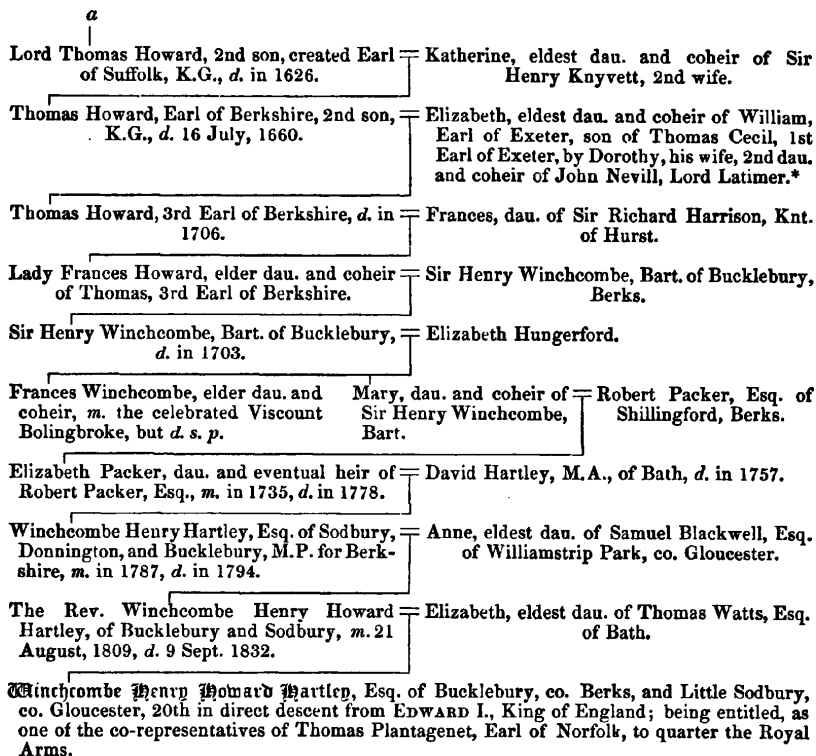 a
Lord Thomas Howard, 2nd son, created Earl of Suffolk, K.G., d. in 1626. = Katherine, eldest dau. and coheir of Sir Henry Knyvett, 2nd wife.
Thomas Howard, Earl of Berkshire, 2nd son, K.G., d. 16 July, 1660. = Elizabeth, eldest dau. and coheir of William, Earl of Exeter, son of Thomas Cecil, 1st Earl of Exeter, by Dorothy, his wife, 2nd dau. and coheir of John Nevill, Lord Latimer.*
Thomas Howard, 3rd Earl of Berkshire, d. in 1706. = Frances, dau. of Sir Richard Harrison, Knt. of Hurst.
Lady Frances Howard, elder dau. and coheir of Thomas, 3rd Earl of Berkshire. = Sir Henry Winchcombe, Bart. of Bucklebury, Berks.
Sir Henry Winchcombe, Bart. of Bucklebury, d. in 1703. = Elizabeth Hungerford.
Frances Winchcombe, elder dau. and coheir, m. the celebrated Viscount Bolingbroke, but d. s. p.
Mary, dau. and coheir of Sir Henry Winchcombe, Bart. = Robert Packer, Esq. of Shillingford, Berks.
Elizabeth Packer, dau. and eventual heir of Robert Packer, Esq., m. in 1735, d. in 1778. = David Hartley, M.A., of Bath, d. in 1757.
Winchcombe Henry Hartley, Esq. of Sodbury, Donnington, and Bucklebury, M.P. for Berkshire, m. in 1787, d. in 1794. = Anne, eldest dau. of Samuel Blackwell, Esq. of Williamstrip Park, co. Gloucester.
The Rev. Winchcombe Henry Howard Hartley, of Bucklebury and Sodbury, m. 21 August, 1809, d. 9 Sept. 1832. = Elizabeth, eldest dau. of Thomas Watts, Esq. of Bath.
Winchcombe Henry Howard Hartley, Esq. of Bucklebury, co. Berks, and Little Sodbury,
co. Gloucester, 20th in direct descent from EDWARD I., King of England; being entitled, as
one of the co-representatives of Thomas Plantagenet, Earl of Norfolk, to quarter the Royal
Arms.